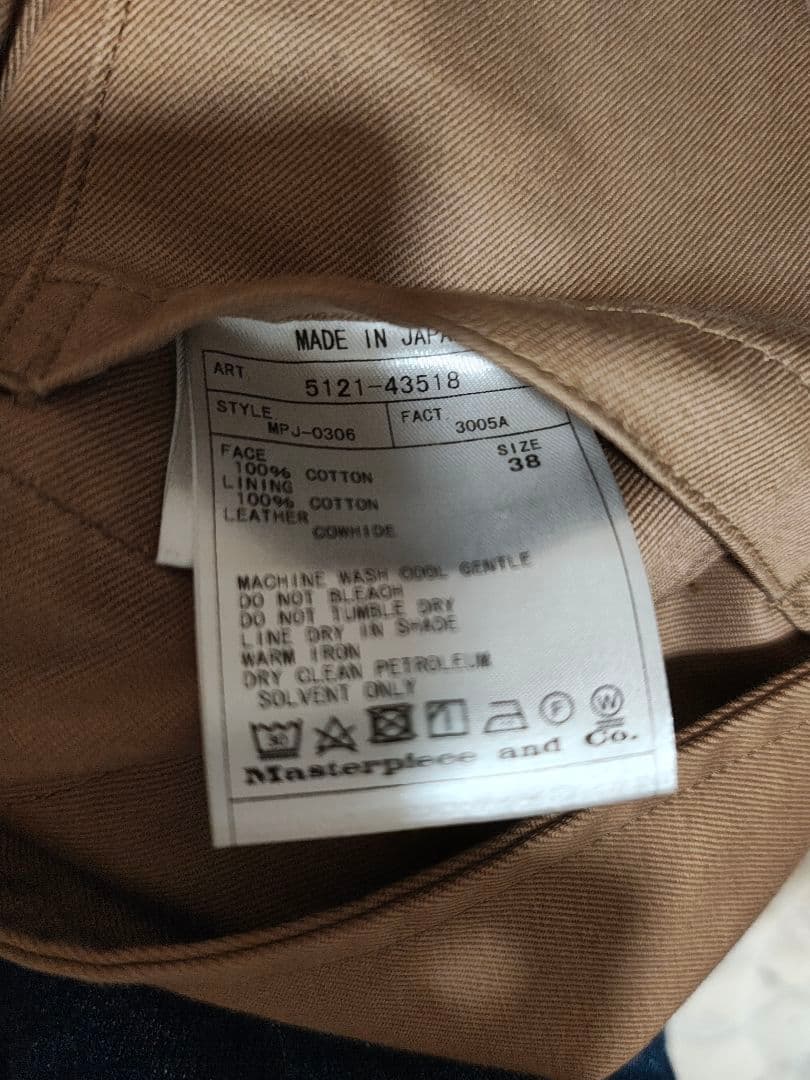 MADE IN JAPA
ART. 5121-43518
STYLE. MPJ-0306 FACT. 3005A
FACE SIZE
100% COTTON 38
LINING
100% COTTON
LEATHER
COWHIDE
MACHINE WASH COOL GENTLE
DO NOT BLEACH
DO NOT TUMBLE DRY
LINE DRY IN SHADE
WARM IRON
DRY CLEAN PETROLEUM
SOLVENT ONLY
30 F W
Masterpiece and Co.